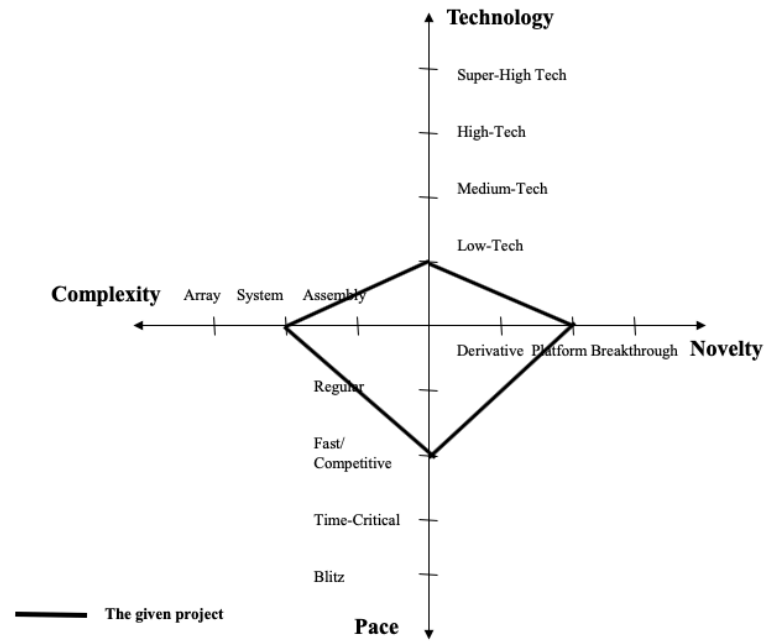 Technology
Super-High Tech
High-Tech
Medium-Tech
Low-Tech
Complexity Array System Assembly
Derivative Platform Breakthrough Novelty
Regular
Fast/
Competitive
Time-Critical
Blitz
The given project
Pace